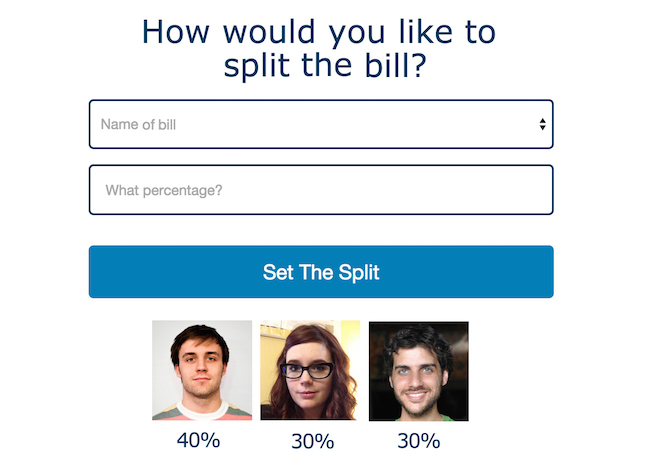 How would you like to
split the bill?
Name of bill
What percentage?
Set The Split
40% 30% 30%